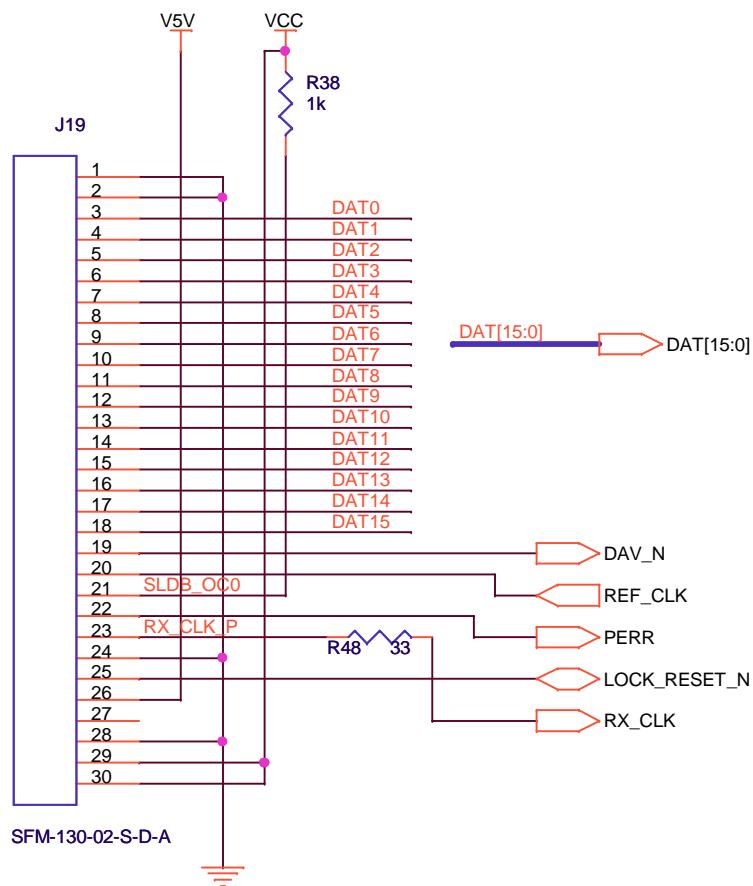 V5V
VCC
R38
1k
J19
1
2
3
DAT0
4
DAT1
5
DAT2
6
DAT3
7
DAT4
8
DAT5
9
DAT6
DAT[15:0]
DAT[15:0]
10
DAT7
11
DAT8
12
DAT9
13
DAT10
14
DAT11
15
DAT12
16
DAT13
17
DAT14
18
DAT15
19
DAV_N
20
21
SLDB_OC0
REF_CLK
22
23
RX_CLK_P
R48
33
PERR
24
25
LOCK_RESET_N
26
27
RX_CLK
28
29
30
SFM-130-02-S-D-A